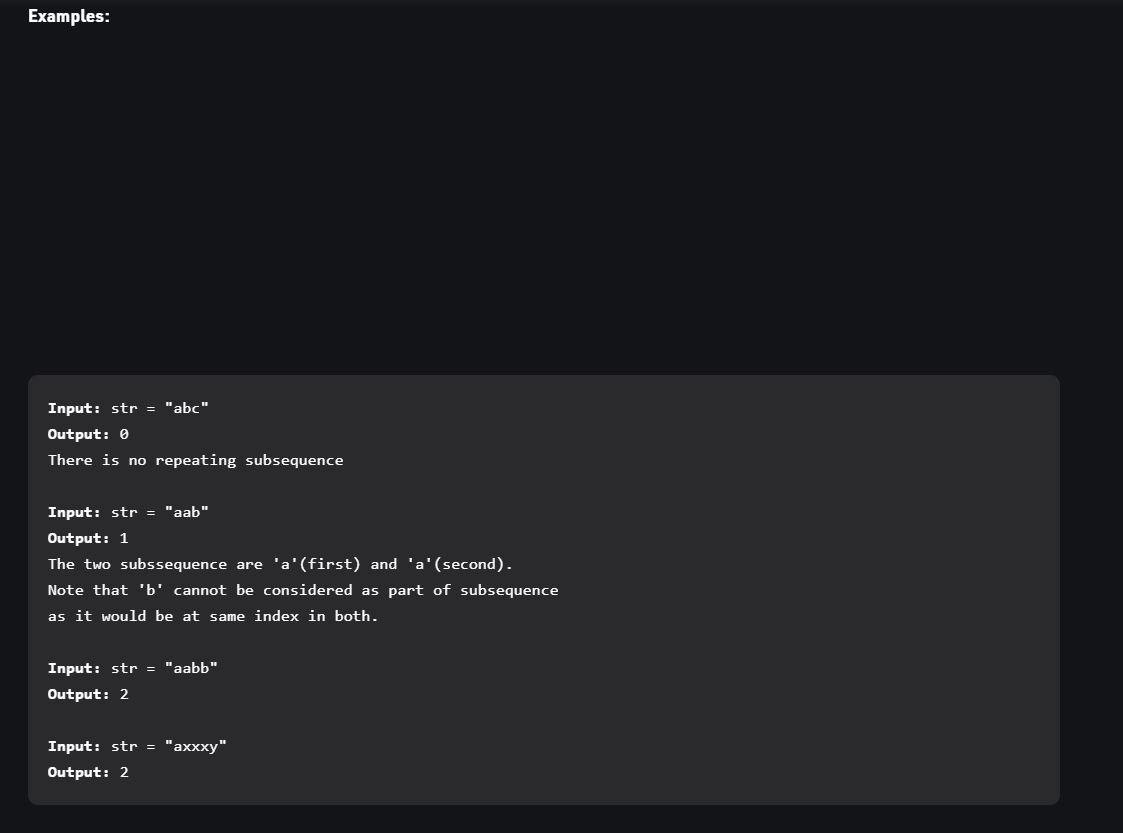 Examples:
Input: str = "abc"
Output: 0
There is no repeating subsequence
Input: str = "aab"
Output: 1
The two subssequence are 'a'(first) and 'a'(second).
Note that 'b' cannot be considered as part of subsequence
as it would be at same index in both.
Input: str = "aabb"
Output: 2
Input: str = "axxxy"
Output: 2